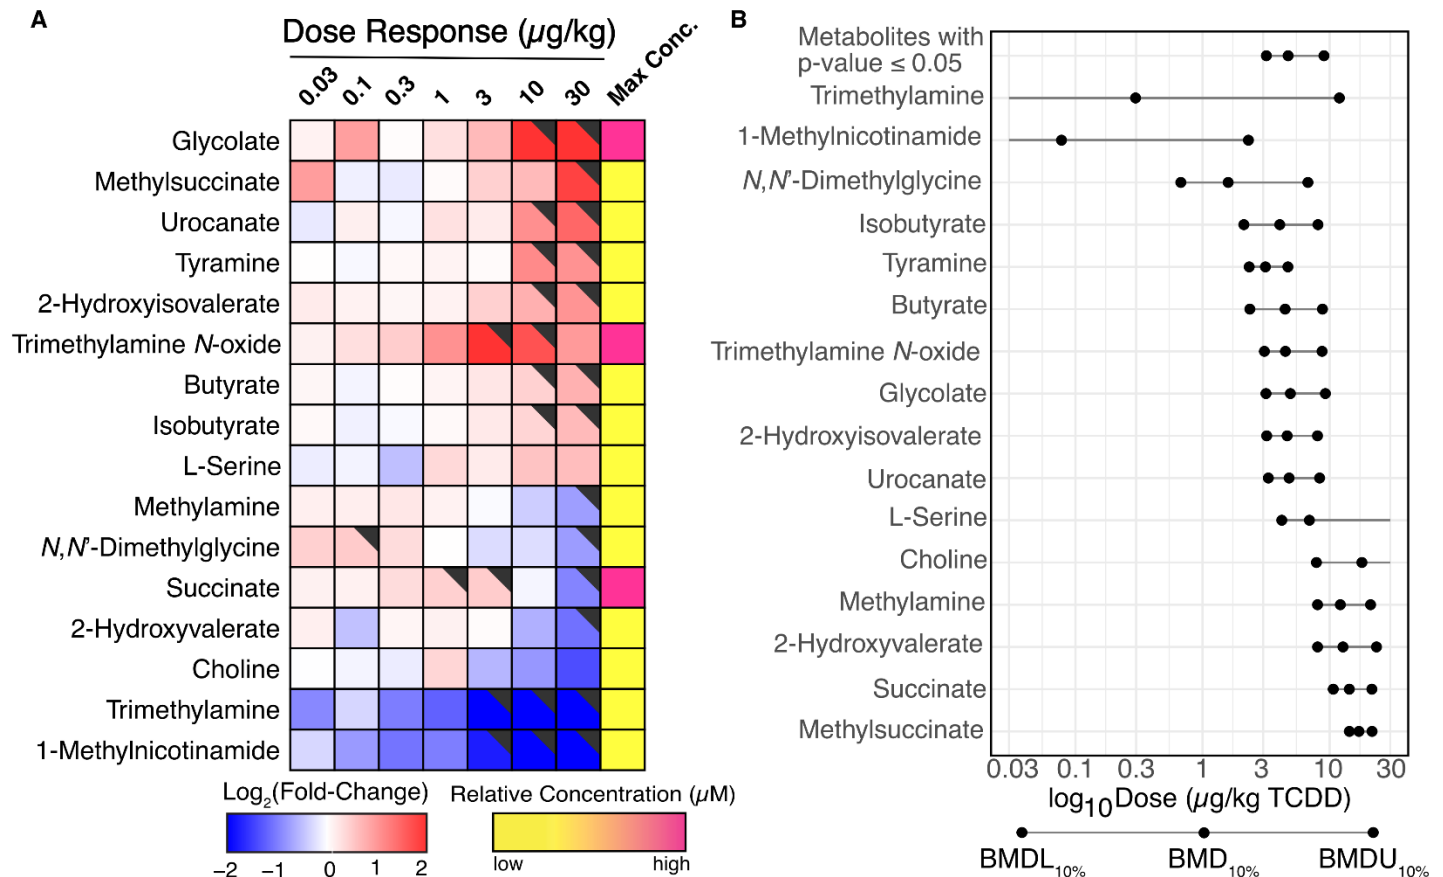 A
Dose Response (µg/kg)
0.03 0.1 0.3 1 3 10 30 Max Conc.
Glycolate
Methylsuccinate
Urocanate
Tyramine
2-Hydroxyisovalerate
Trimethylamine N-oxide
Butyrate
Isobutyrate
L-Serine
Methylamine
N,N'-Dimethylglycine
Succinate
2-Hydroxyvalerate
Choline
Trimethylamine
1-Methylnicotinamide
Log2(Fold-Change)
−2 −1 0 1 2
Relative Concentration (µM)
low high
B
Metabolites with
p-value ≤ 0.05
Trimethylamine
1-Methylnicotinamide
N,N'-Dimethylglycine
Isobutyrate
Tyramine
Butyrate
Trimethylamine N-oxide
Glycolate
2-Hydroxyisovalerate
Urocanate
L-Serine
Choline
Methylamine
2-Hydroxyvalerate
Succinate
Methylsuccinate
0.03 0.1 0.3 1 3 10 30
log10Dose (µg/kg TCDD)
BMDL10% BMD10% BMDU10%